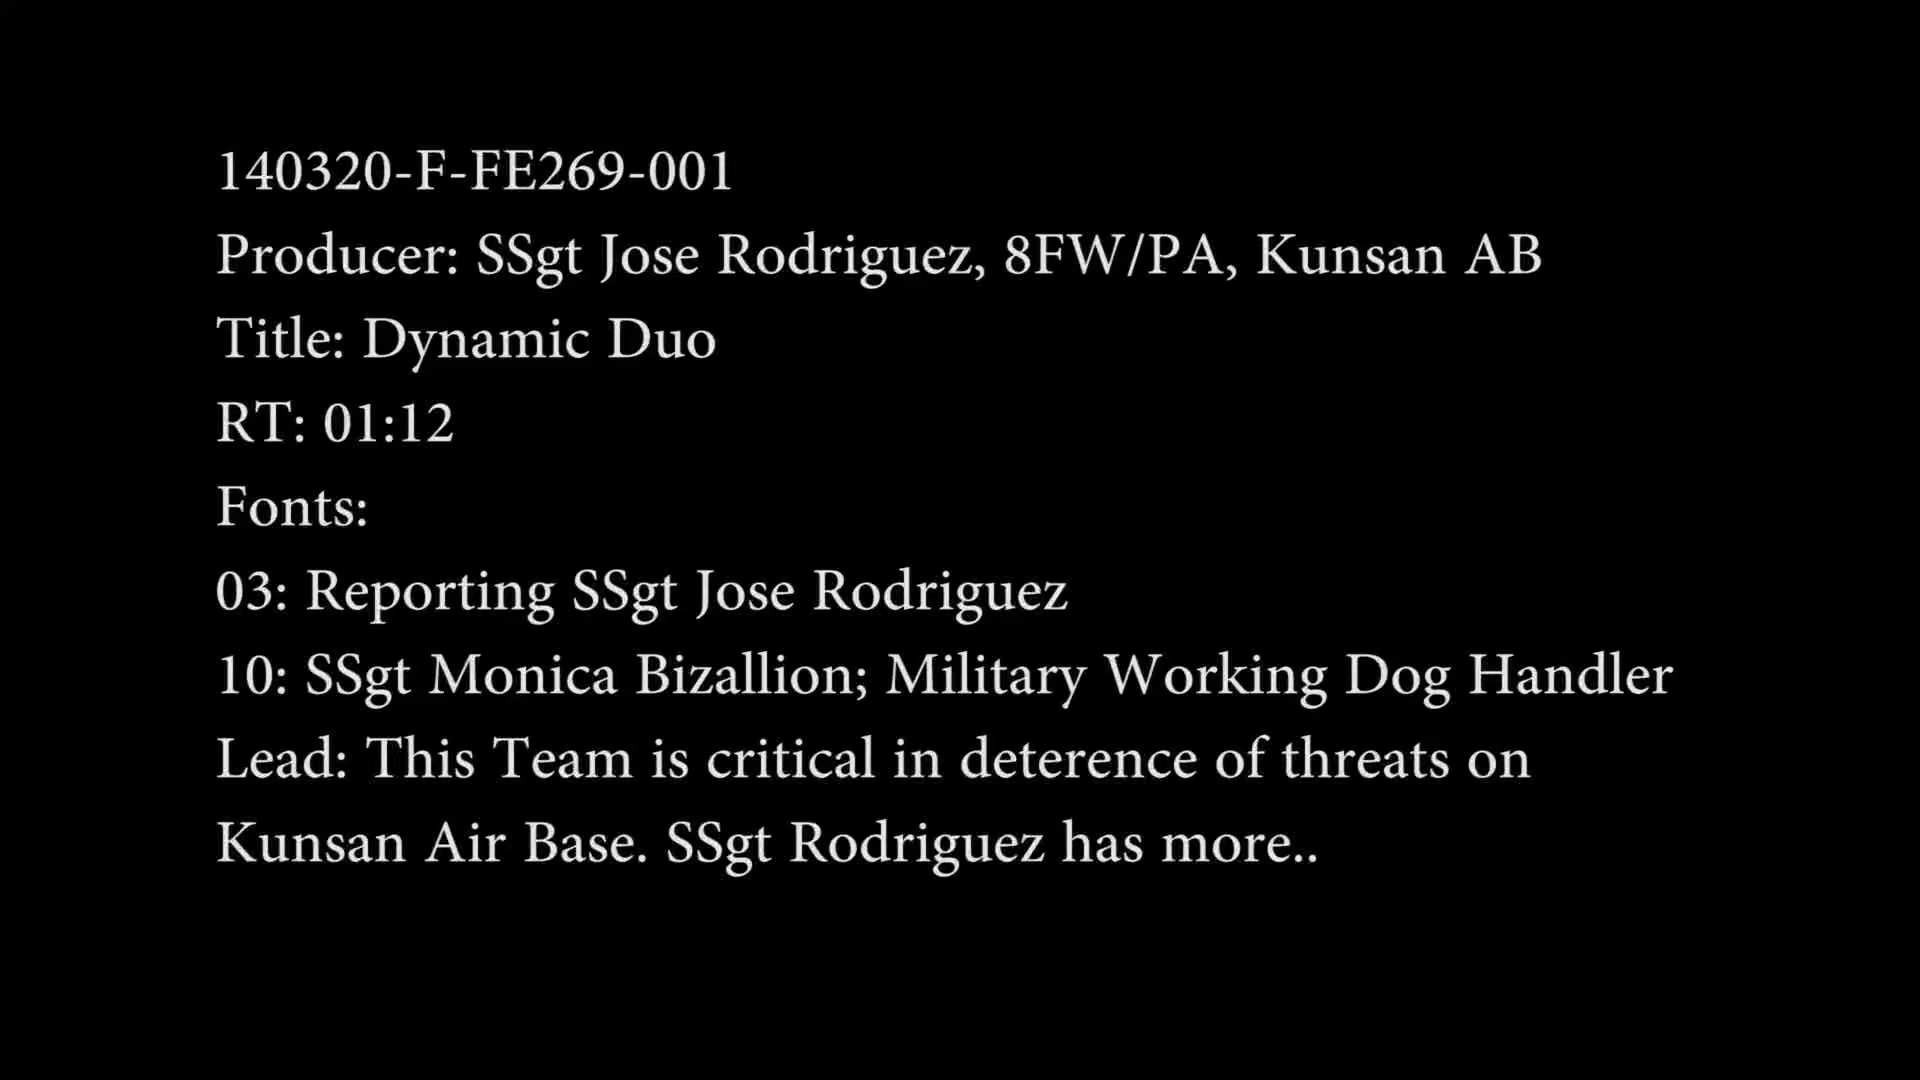 140320-F-FE269-001
Producer: SSgt Jose Rodriguez, 8FW/PA, Kunsan AB
Title: Dynamic Duo
RT: 01:12
Fonts:
03: Reporting SSgt Jose Rodriguez
10: SSgt Monica Bizallion; Military Working Dog Handler
Lead: This Team is critical in deterence of threats on
Kunsan Air Base. SSgt Rodriguez has more..